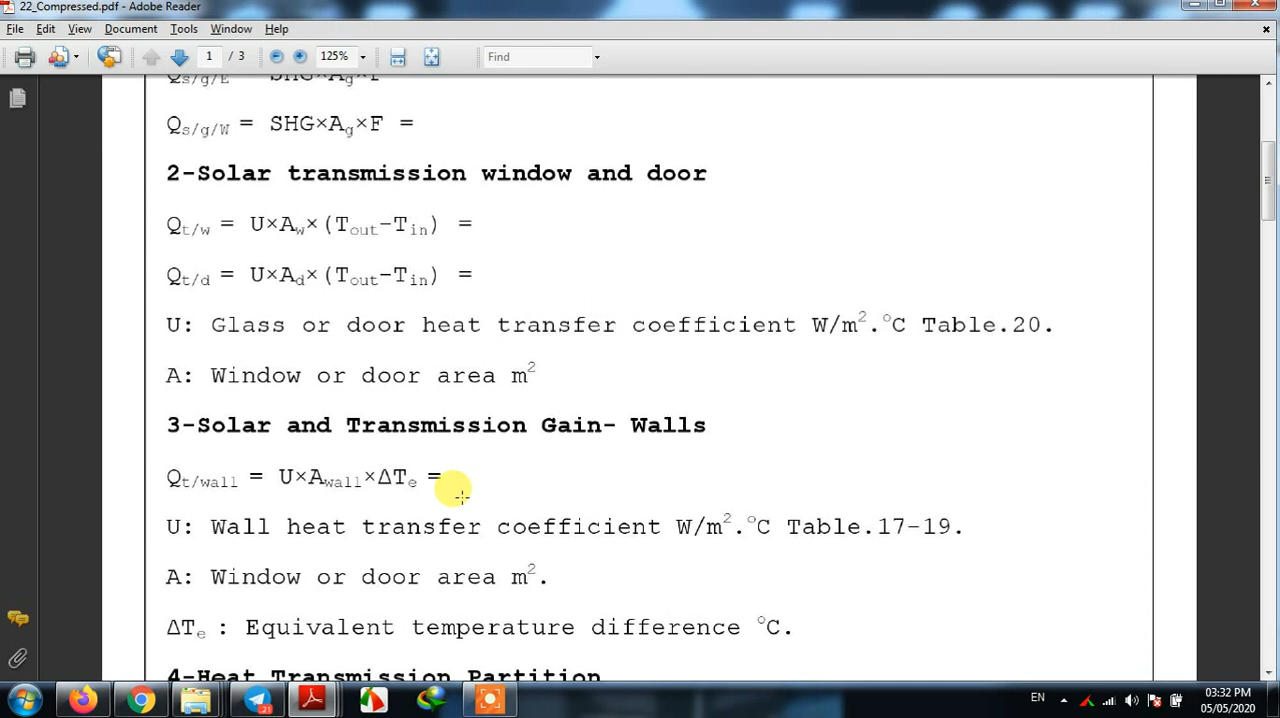 22_Compressed.pdf - Adobe Reader
File Edit View Document Tools Window Help
1 / 3 125% Find
Qs/g/E = SHG×Ag×F
Qs/g/W = SHG×Ag×F =
2-Solar transmission window and door
Qt/w = U×Aw×(Tout-Tin) =
Qt/d = U×Ad×(Tout-Tin) =
U: Glass or door heat transfer coefficient W/m².°C Table.20.
A: Window or door area m²
3-Solar and Transmission Gain- Walls
Qt/wall = U×Awall×ΔTe =
U: Wall heat transfer coefficient W/m².°C Table.17-19.
A: Window or door area m².
ΔTe : Equivalent temperature difference °C.
4-Heat Transmission Partition
21
EN
03:32 PM
05/05/2020